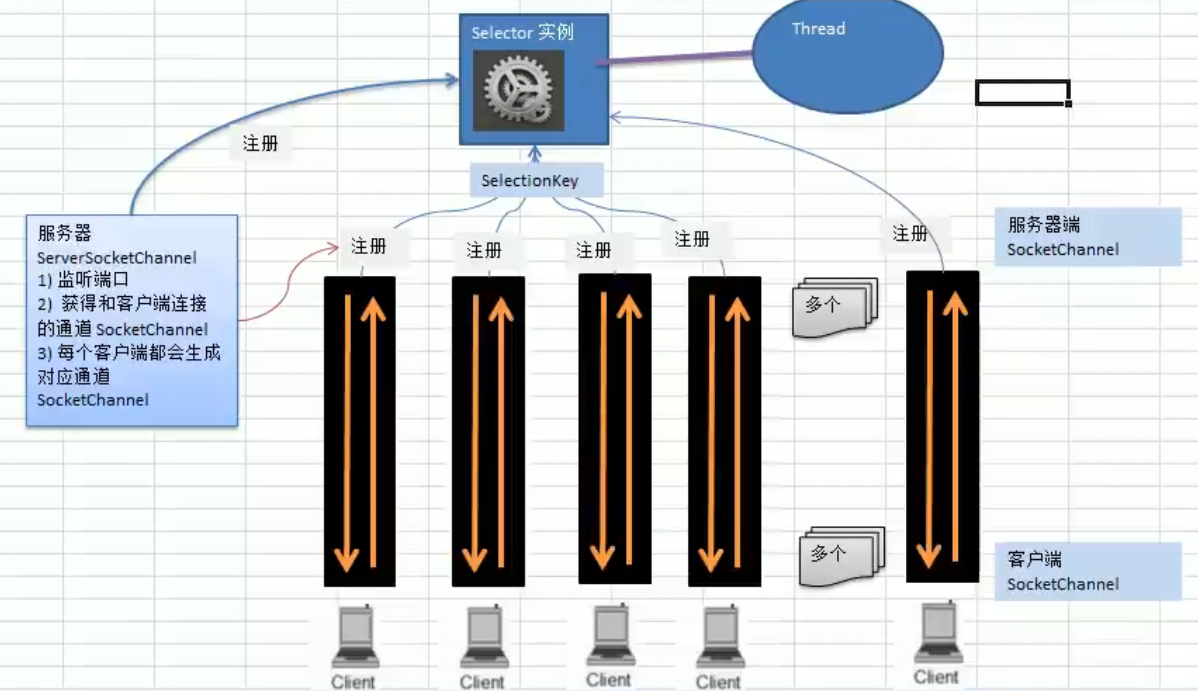 Selector 实例
Thread
注册
SelectionKey
服务器
ServerSocketChannel
1) 监听端口
2) 获得和客户端连接
的通道 SocketChannel
3) 每个客户端都会生成
对应通道
SocketChannel
注册
注册
注册
注册
注册
服务器端
SocketChannel
多个
多个
客户端
SocketChannel
Client
Client
Client
Client
Client